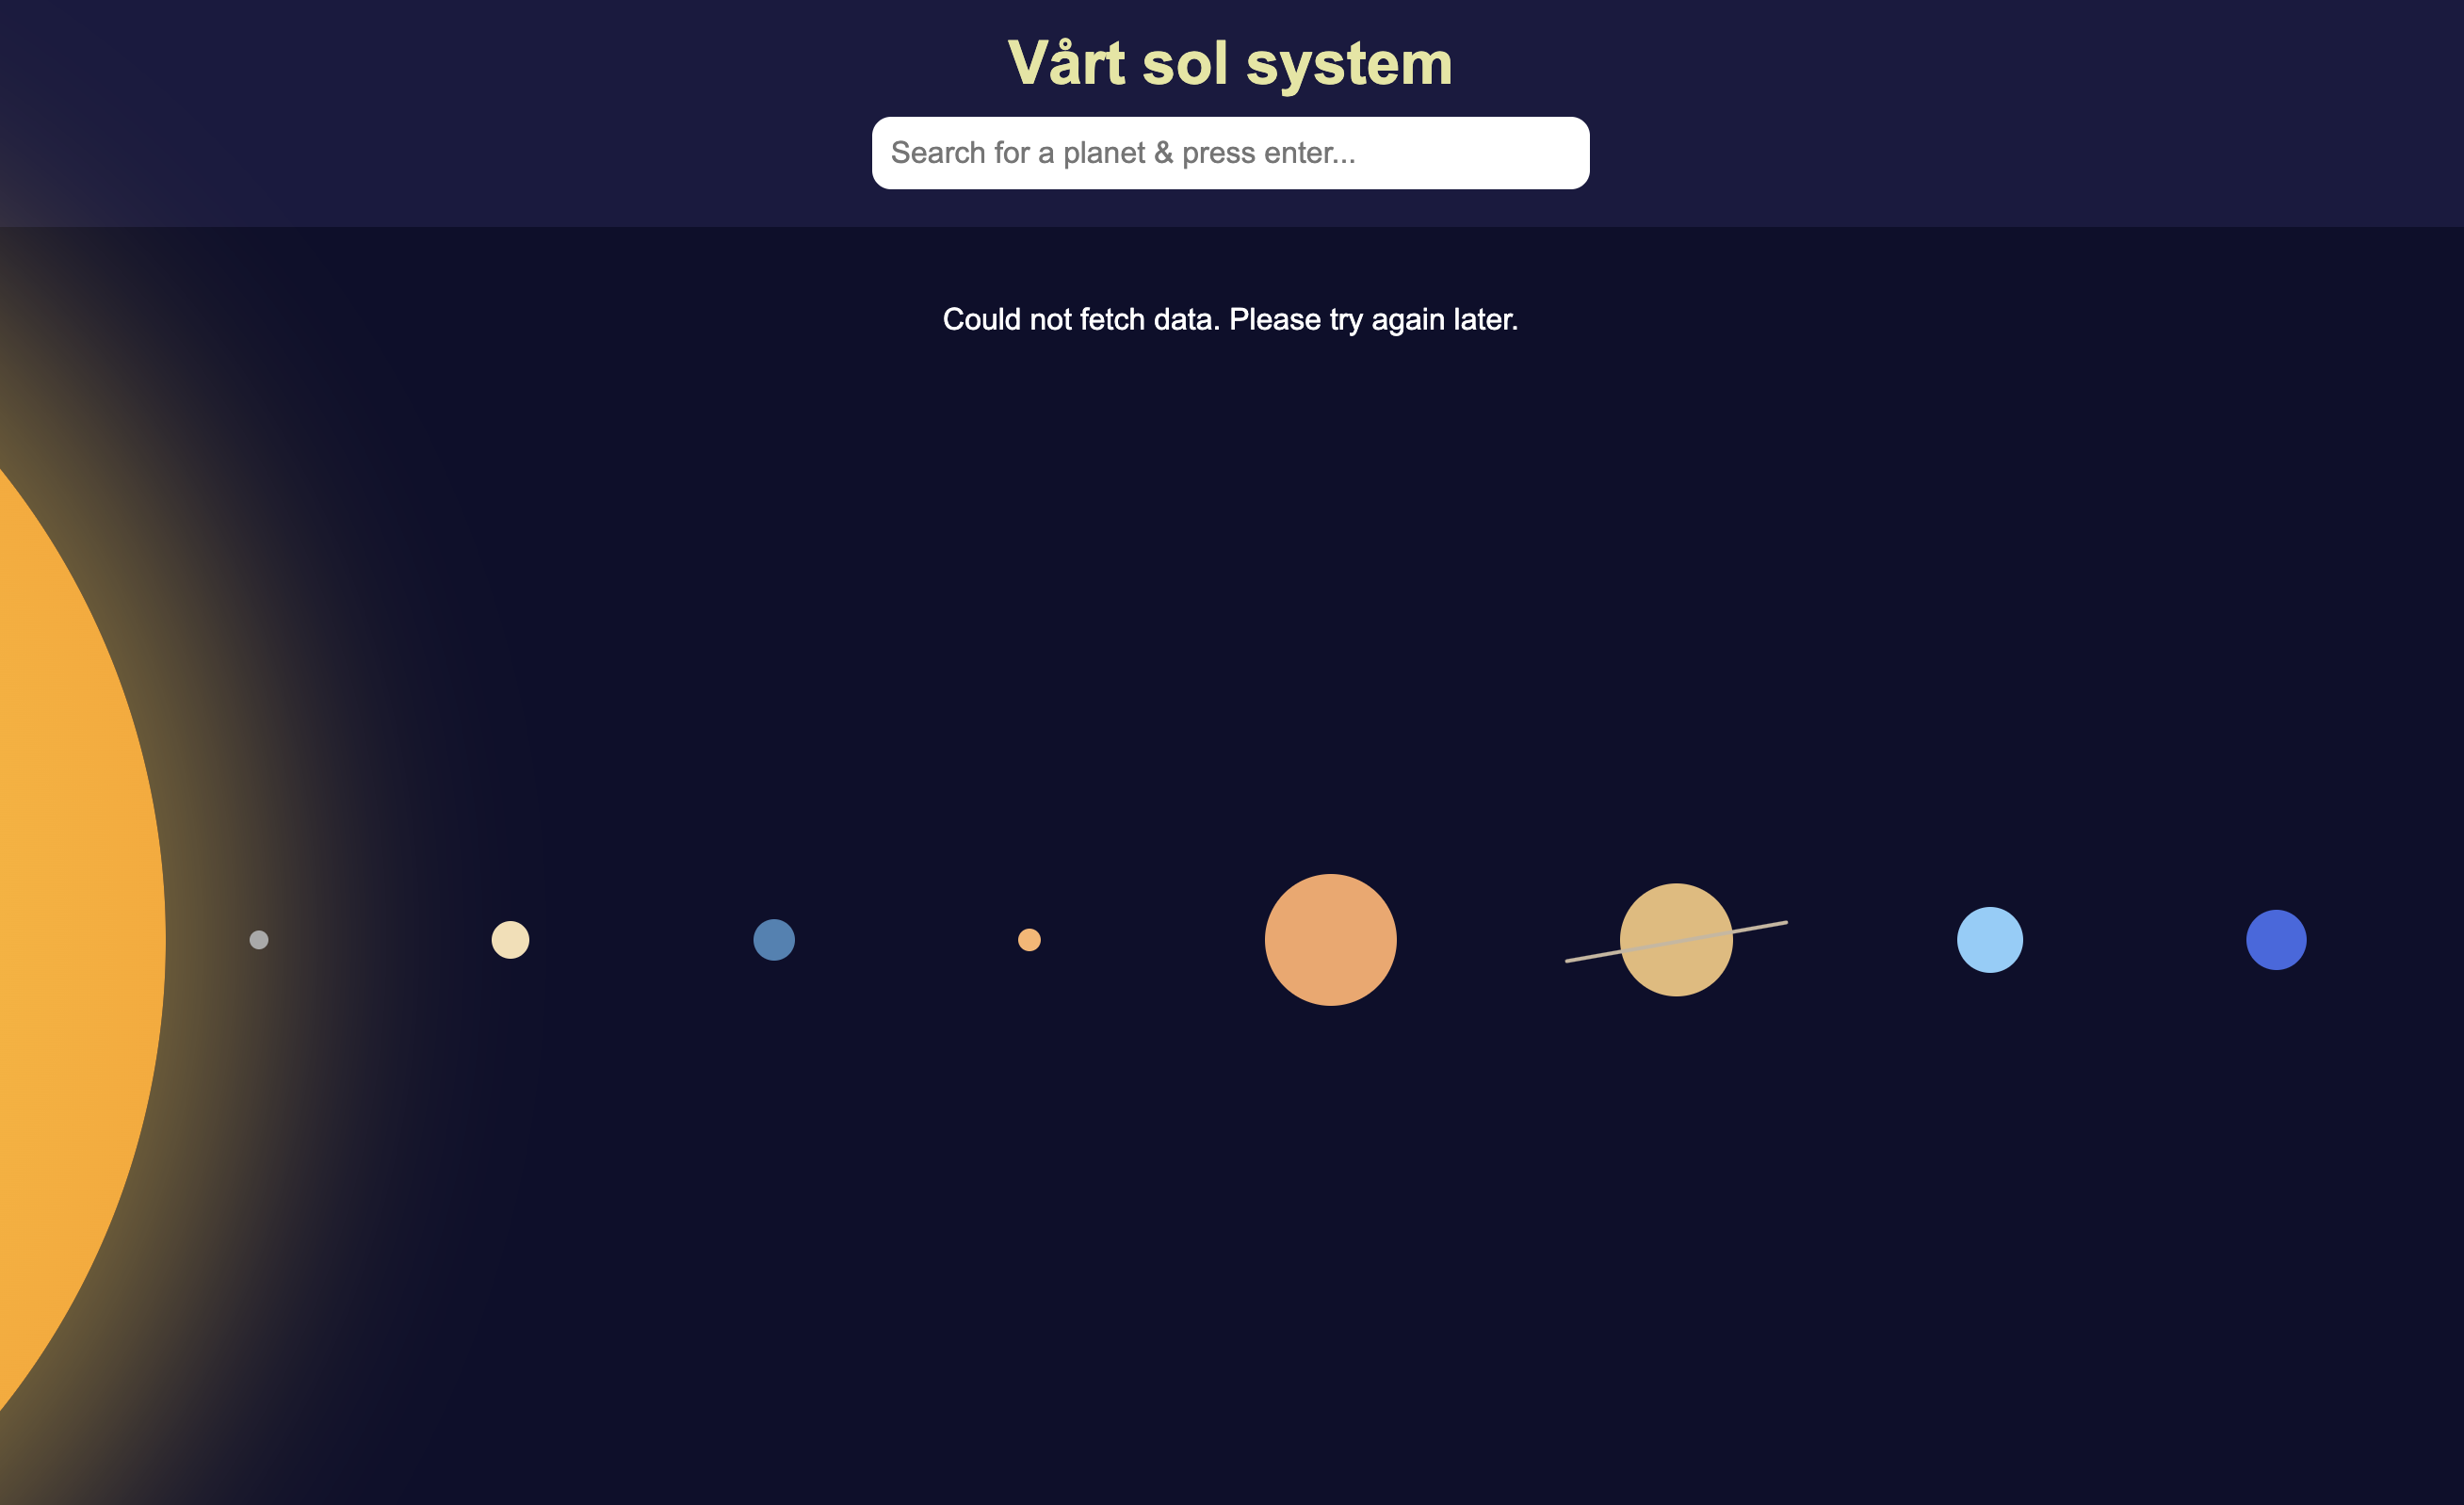 Vårt sol system
Search for a planet & press enter...
Could not fetch data. Please try again later.